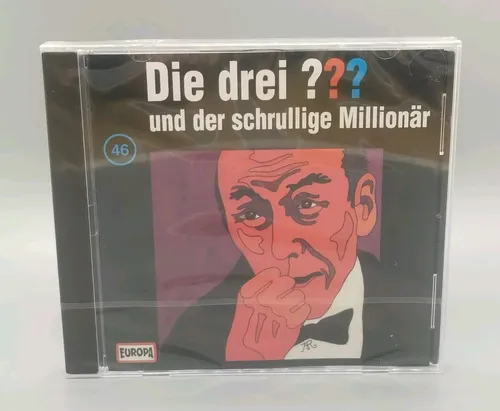 Die drei ???
und der schrullige Millionär
46
EUROPA